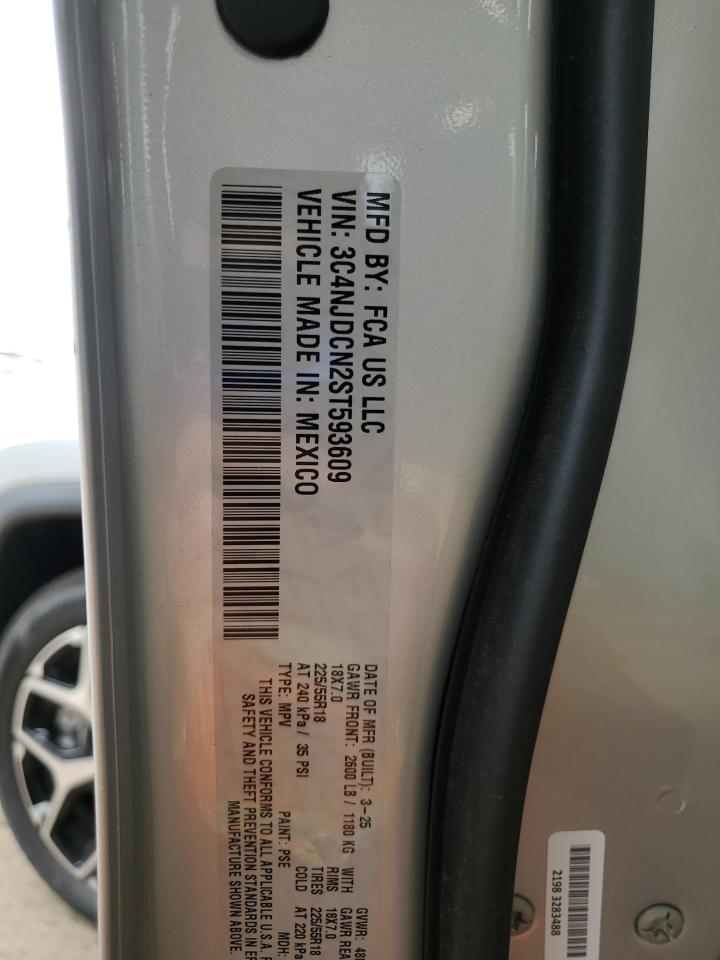 MFD BY: FCA US LLC
VIN: 3C4NJDCN2ST593609
VEHICLE MADE IN: MEXICO
DATE OF MFR (BUILT): 3-25 GVWR:
GAWR FRONT: 2600 LB / 1180 KG WITH GAWR
18X7.0 RIMS 18X7.0
225/55R18 TIRES 225/55R18
AT 240 kPa / 35 PSI COLD AT 220
TYPE: MPV PAINT: PSE MDH:
THIS VEHICLE CONFORMS TO ALL APPLICABLE U.S.A.
SAFETY AND THEFT PREVENTION STANDARDS IN
MANUFACTURE SHOWN ABOVE.
2198 3283488